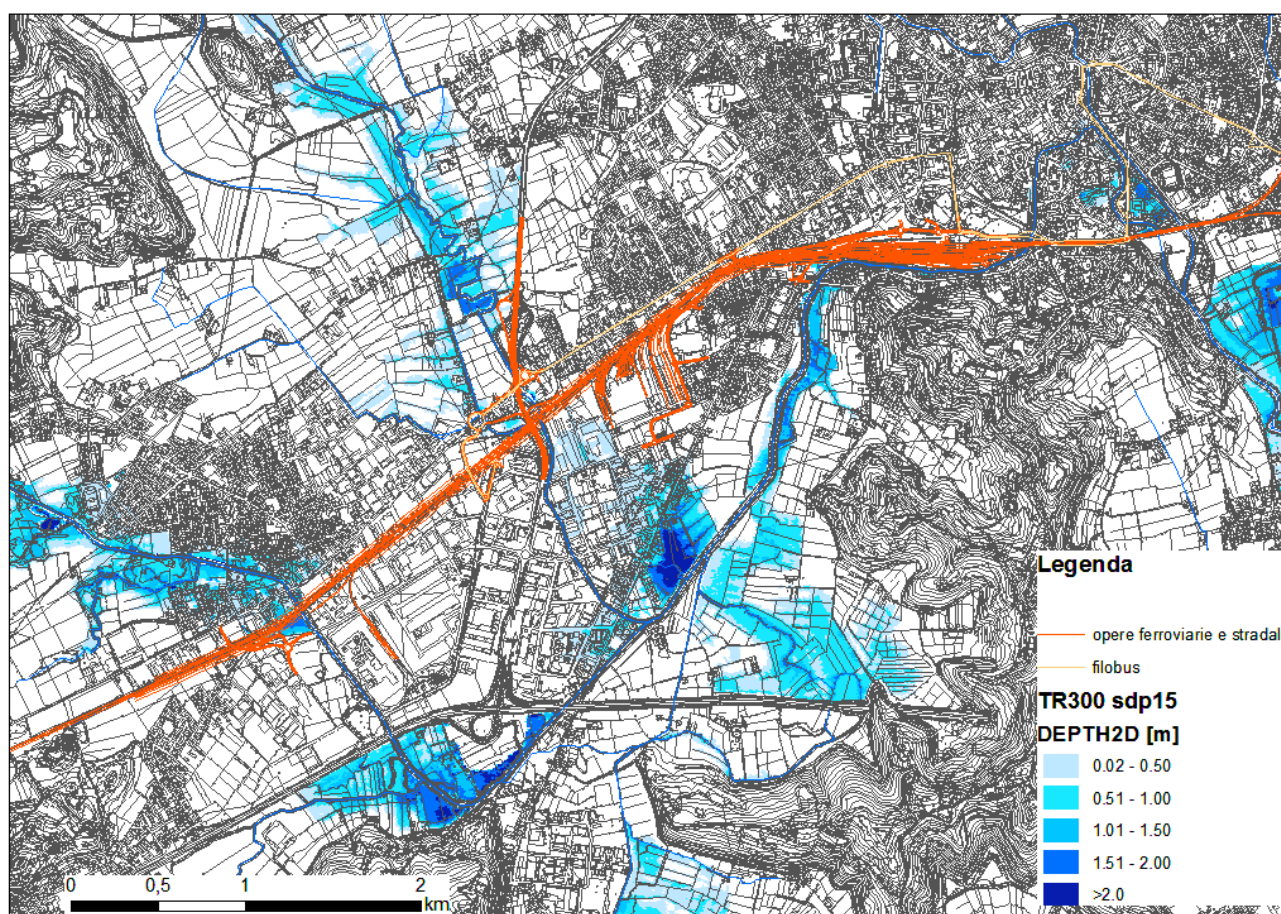 Legenda
opere ferroviarie e stradal
filobus
TR300 sdp15
DEPTH2D [m]
0.02 - 0.50
0.51 - 1.00
1.01 - 1.50
1.51 - 2.00
>2.0
0 0,5 1 2
km